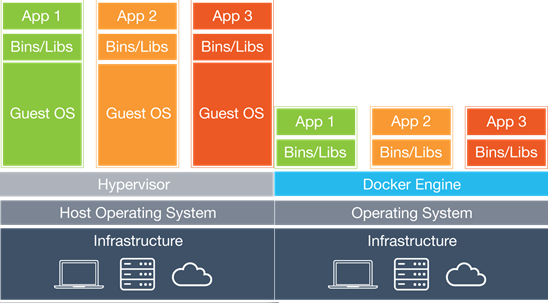 App 1
App 2
App 3
Bins/Libs
Bins/Libs
Bins/Libs
Guest OS
Guest OS
Guest OS
Hypervisor
Host Operating System
Infrastructure
App 1
App 2
App 3
Bins/Libs
Bins/Libs
Bins/Libs
Docker Engine
Operating System
Infrastructure